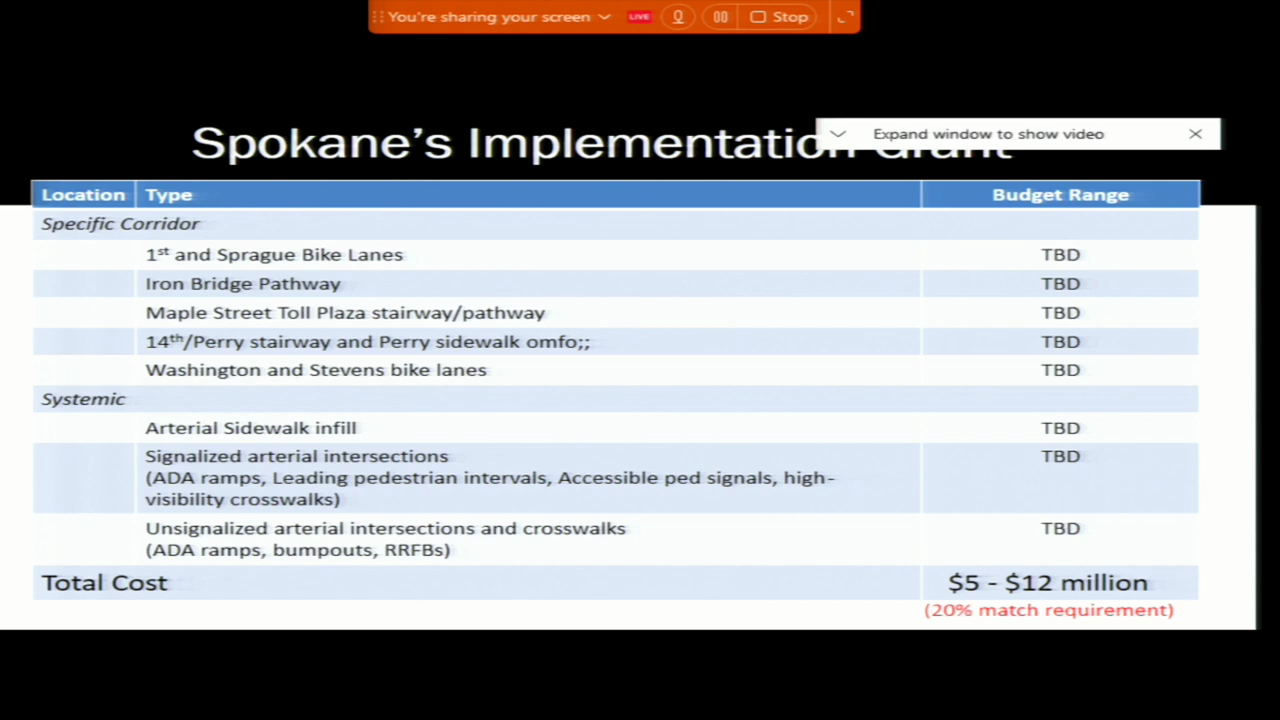 You're sharing your screen
LIVE
Stop
Expand window to show video
Spokane's Implementation Grant
Location Type Budget Range
Specific Corridor
1st and Sprague Bike Lanes TBD
Iron Bridge Pathway TBD
Maple Street Toll Plaza stairway/pathway TBD
14th/Perry stairway and Perry sidewalk omfo;; TBD
Washington and Stevens bike lanes TBD
Systemic
Arterial Sidewalk infill TBD
Signalized arterial intersections TBD
(ADA ramps, Leading pedestrian intervals, Accessible ped signals, high-
visibility crosswalks)
Unsignalized arterial intersections and crosswalks TBD
(ADA ramps, bumpouts, RRFBs)
Total Cost $5 - $12 million
(20% match requirement)